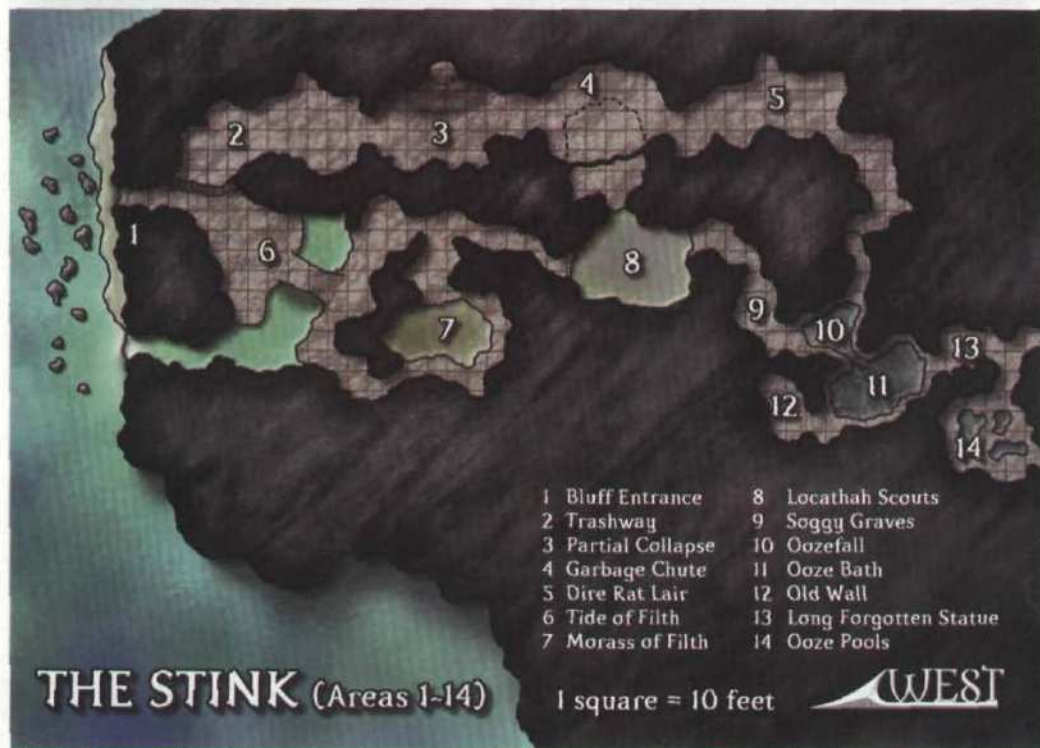 4
5
2
3
1
6
8
7
9
10
13
11
12
14
1 Bluff Entrance
2 Trashway
3 Partial Collapse
4 Garbage Chute
5 Dire Rat Lair
6 Tide of Filth
7 Morass of Filth
8 Locathah Scouts
9 Soggy Graves
10 Oozefall
11 Ooze Bath
12 Old Wall
13 Long Forgotten Statue
14 Ooze Pools
THE STINK (Areas 1-14)
1 square = 10 feet
WEST